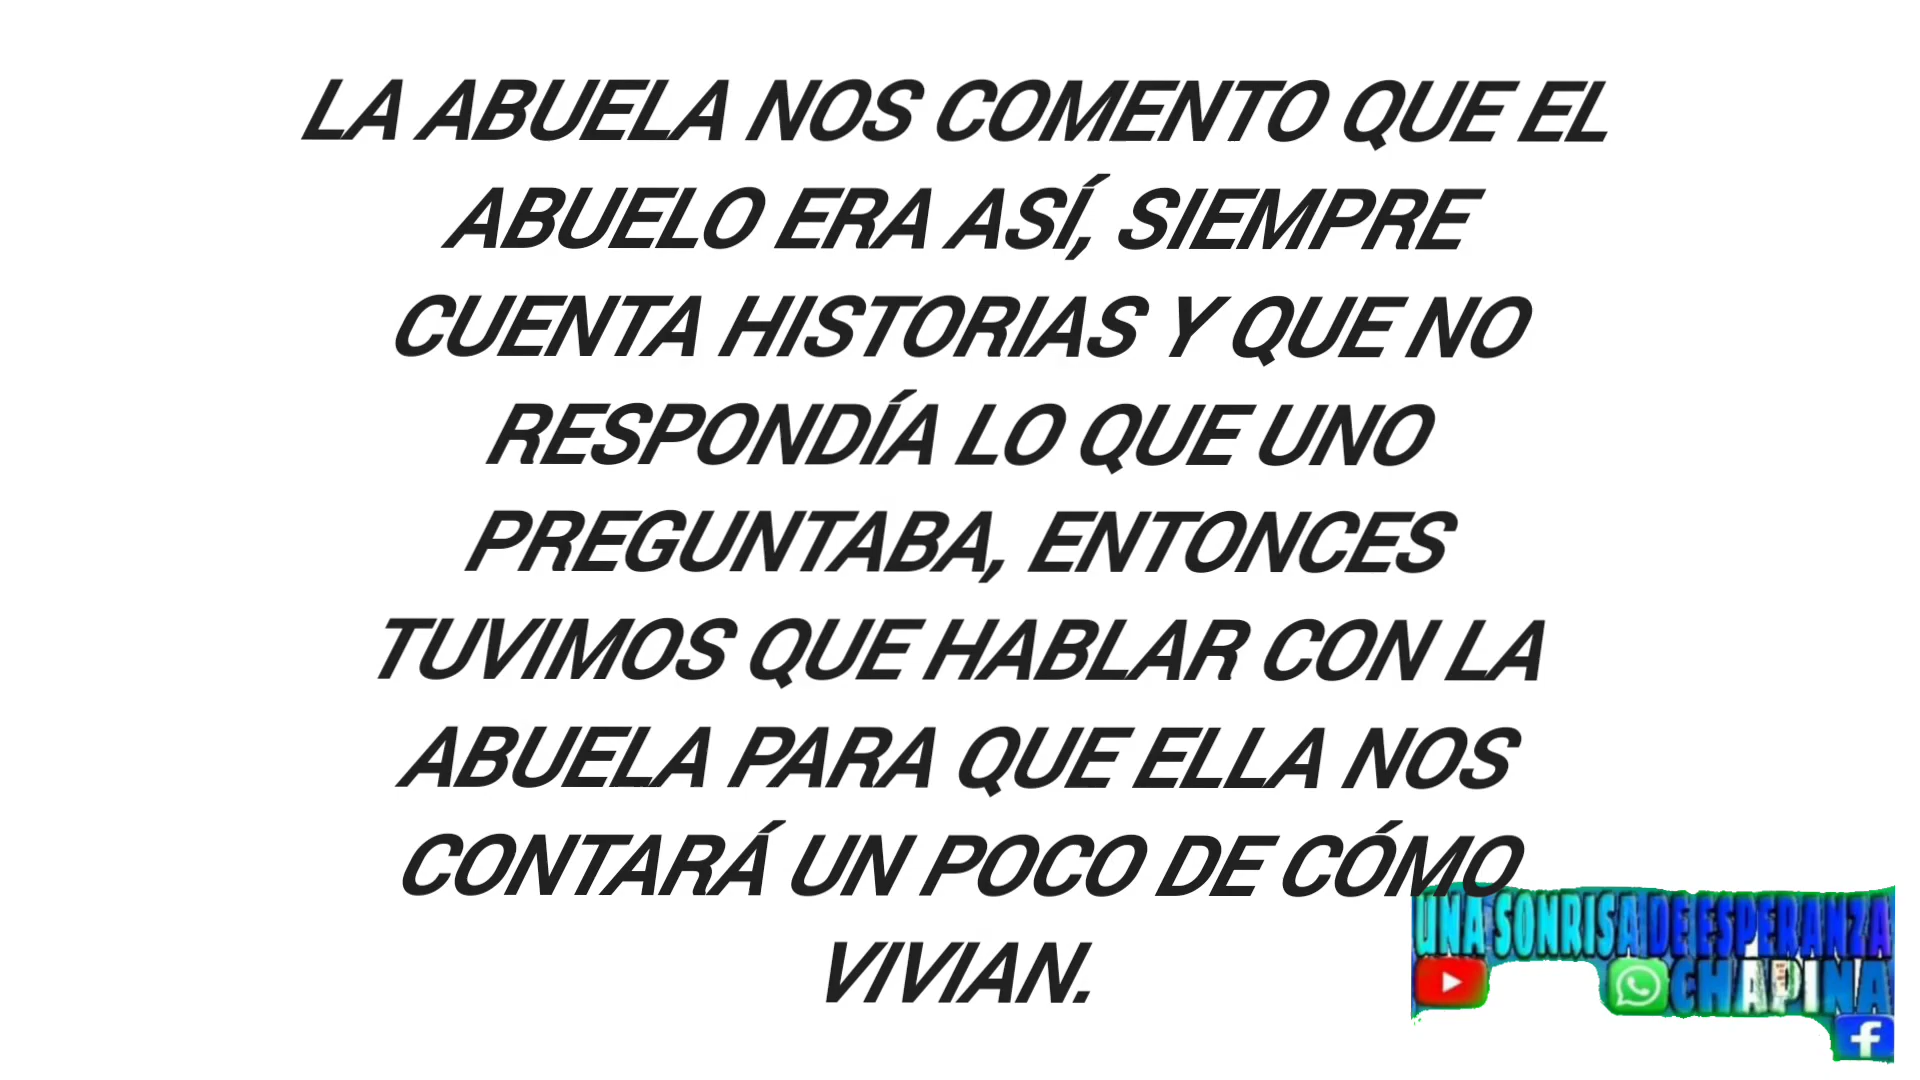 LA ABUELA NOS COMENTO QUE EL
ABUELO ERA ASÍ, SIEMPRE
CUENTA HISTORIAS Y QUE NO
RESPONDÍA LO QUE UNO
PREGUNTABA, ENTONCES
TUVIMOS QUE HABLAR CON LA
ABUELA PARA QUE ELLA NOS
CONTARÁ UN POCO DE CÓMO
VIVIAN.
UNA SONRISA DE ESPERANZA
CHAPINA